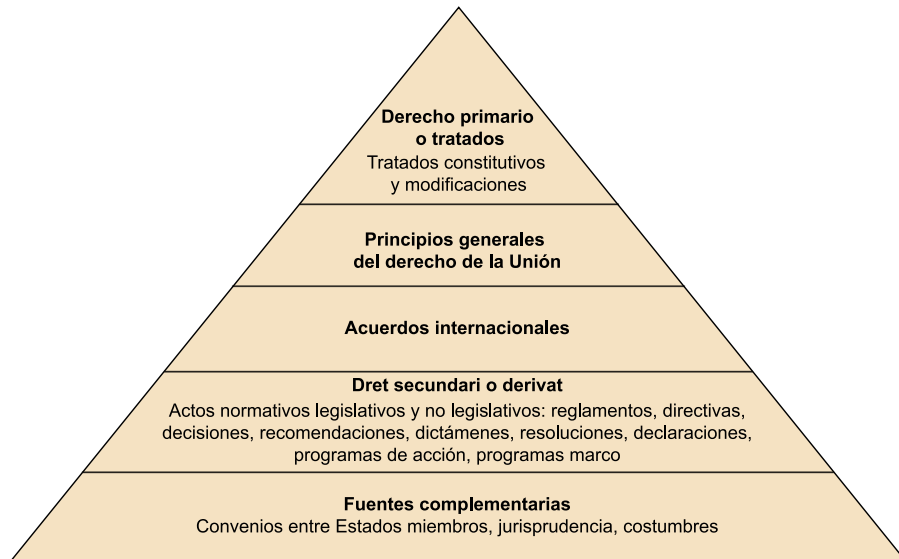 Derecho primario
o tratados
Tratados constitutivos
y modificaciones
Principios generales
del derecho de la Unión
Acuerdos internacionales
Dret secundari o derivat
Actos normativos legislativos y no legislativos: reglamentos, directivas,
decisiones, recomendaciones, dictámenes, resoluciones, declaraciones,
programas de acción, programas marco
Fuentes complementarias
Convenios entre Estados miembros, jurisprudencia, costumbres